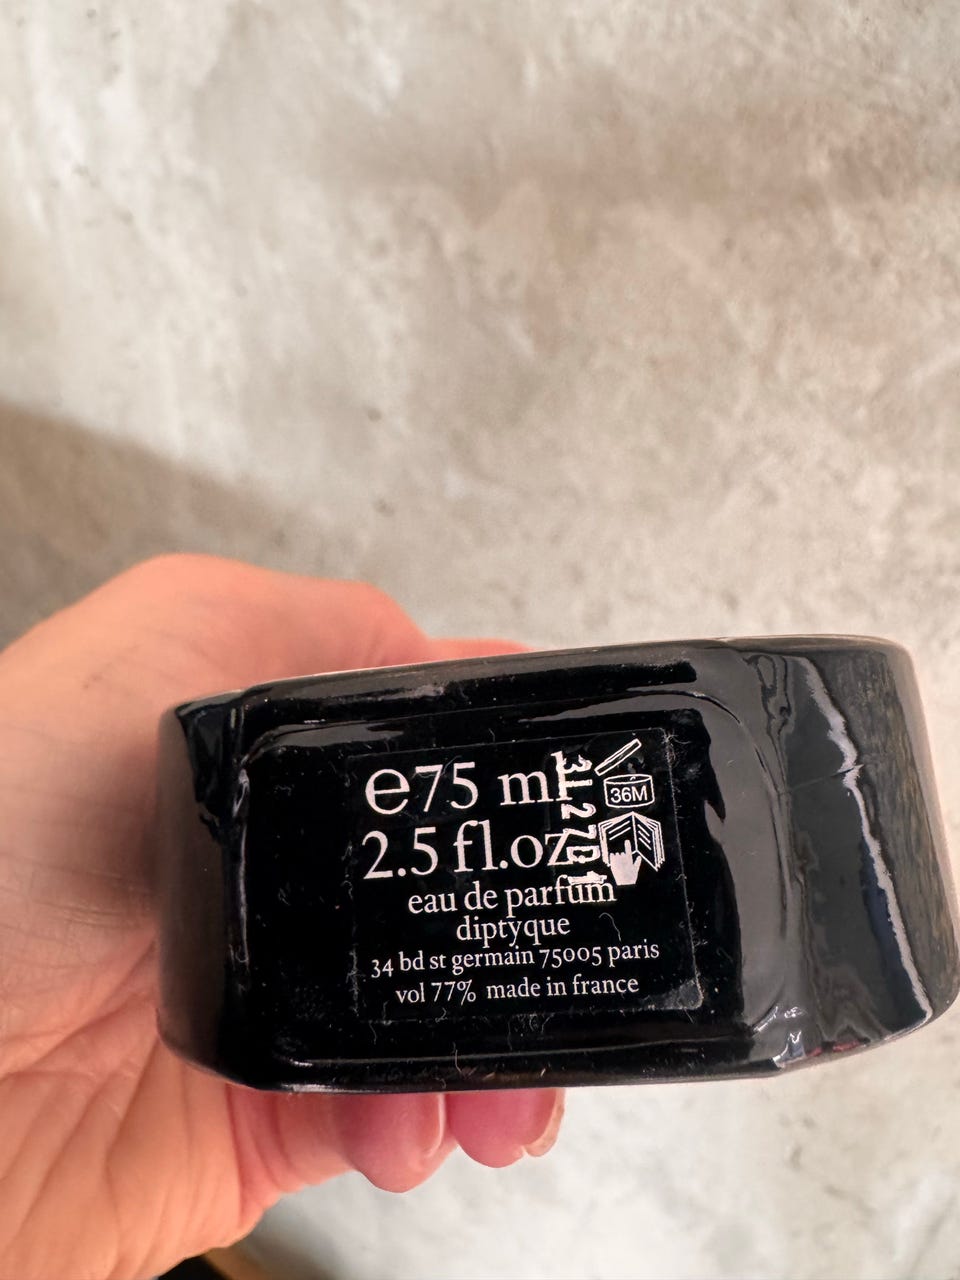 e75 ml
2.5 fl.oz
36M
eau de parfum
diptyque
34 bd st germain 75005 paris
vol 77% made in france